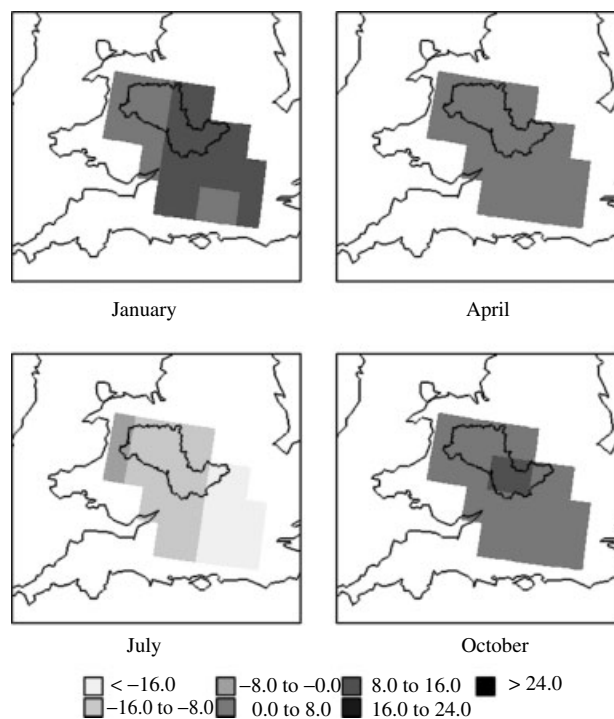 January
April
July
October
< −16.0
−8.0 to −0.0
8.0 to 16.0
> 24.0
−16.0 to −8.0
0.0 to 8.0
16.0 to 24.0